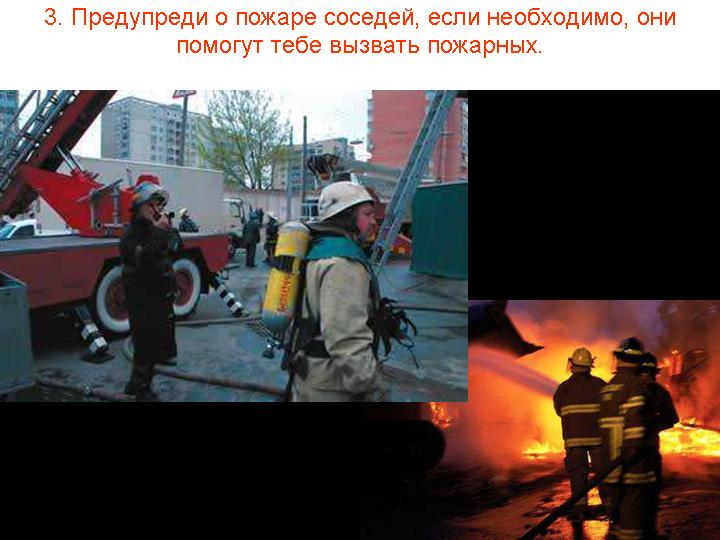 3. Предупреди о пожаре соседей, если необходимо, они
помогут тебе вызвать пожарных.